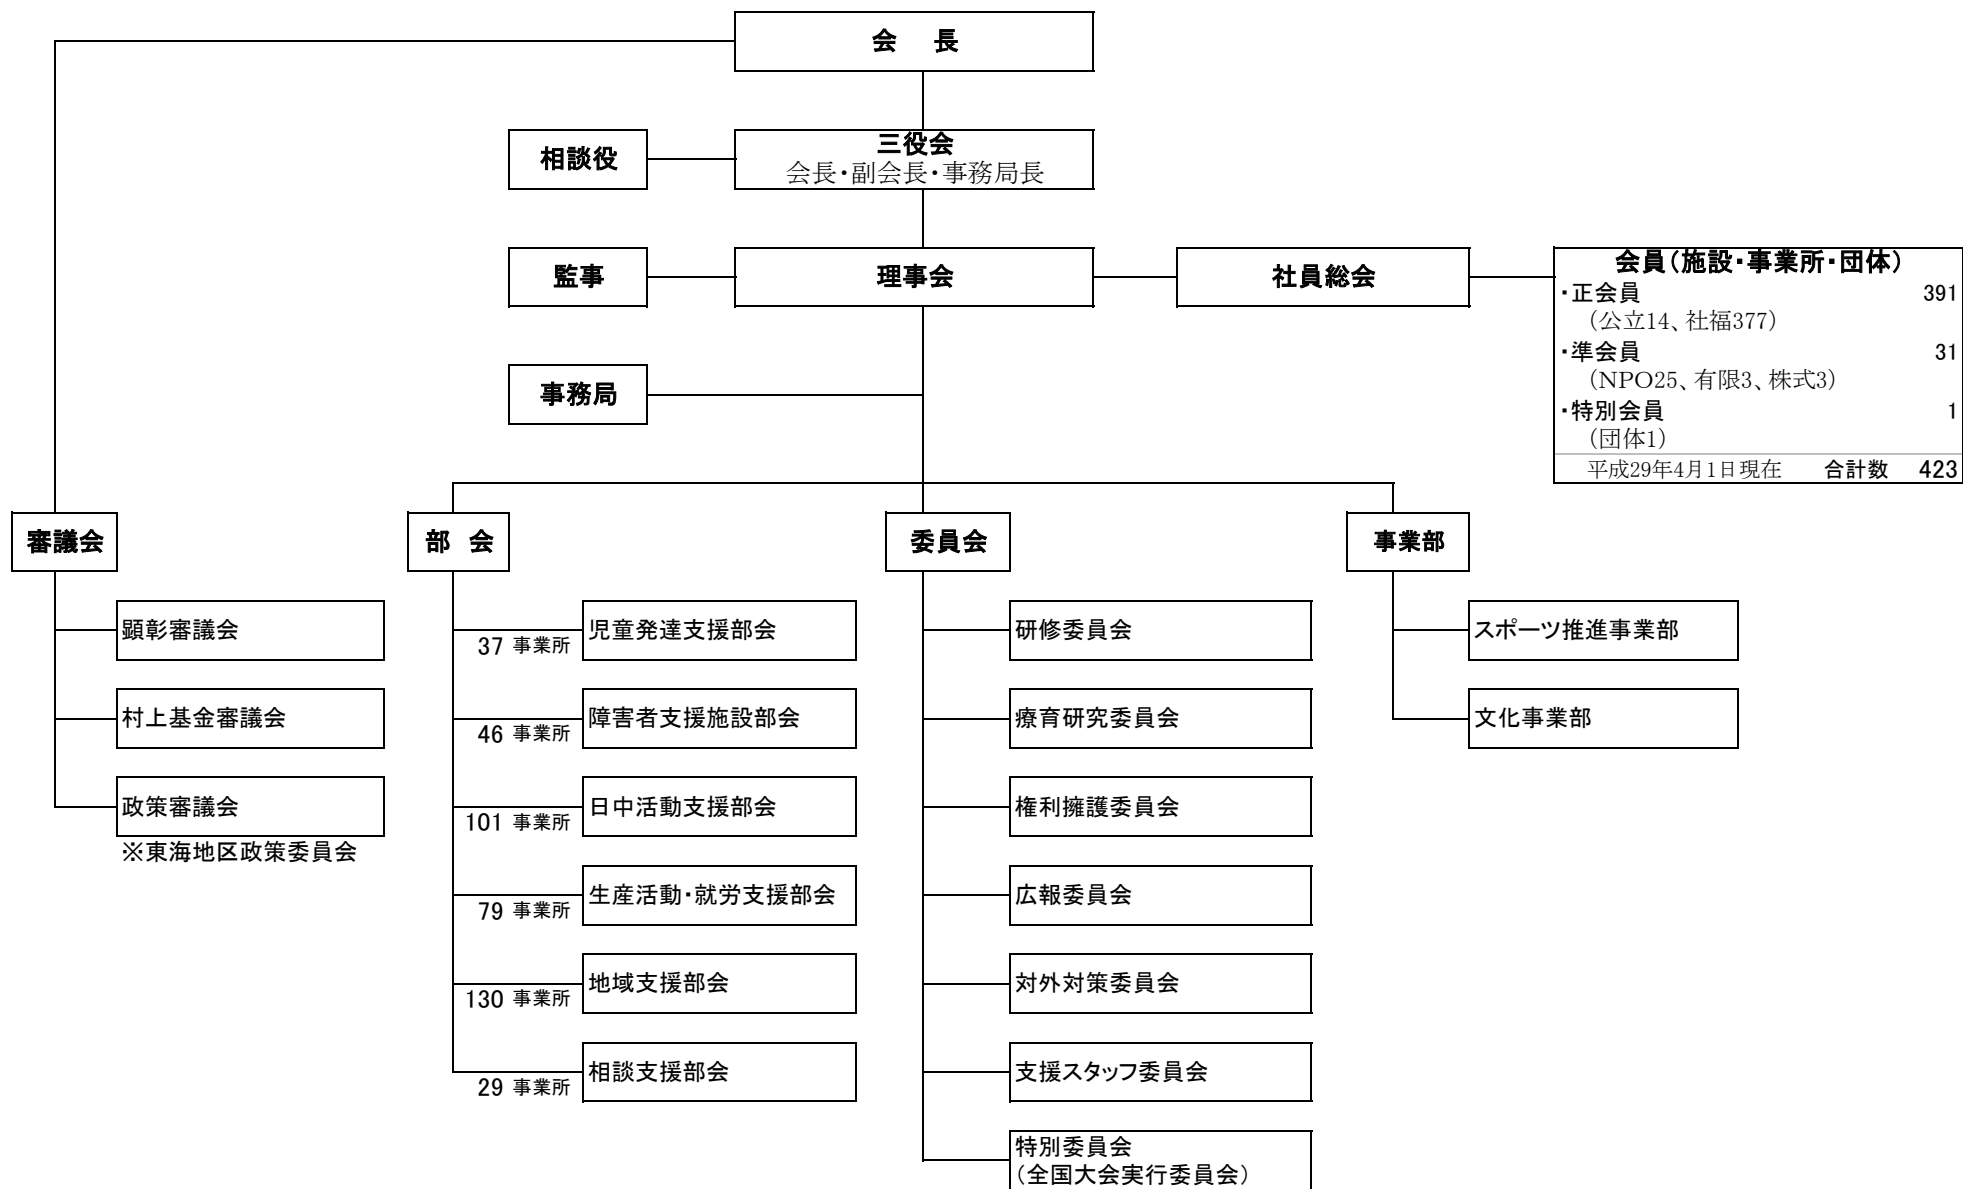 会 長
相談役
三役会
会長・副会長・事務局長
監事
理事会
社員総会
会員（施設・事業所・団体）
・正会員 391
（公立14、社福377）
・準会員 31
（NPO25、有限3、株式3）
・特別会員 1
（団体1）
平成29年4月1日現在 合計数 423
事務局
審議会
顕彰審議会
村上基金審議会
政策審議会
※東海地区政策委員会
部 会
37 事業所 児童発達支援部会
46 事業所 障害者支援施設部会
101 事業所 日中活動支援部会
79 事業所 生産活動・就労支援部会
130 事業所 地域支援部会
29 事業所 相談支援部会
委員会
研修委員会
療育研究委員会
権利擁護委員会
広報委員会
対外対策委員会
支援スタッフ委員会
特別委員会
（全国大会実行委員会）
事業部
スポーツ推進事業部
文化事業部